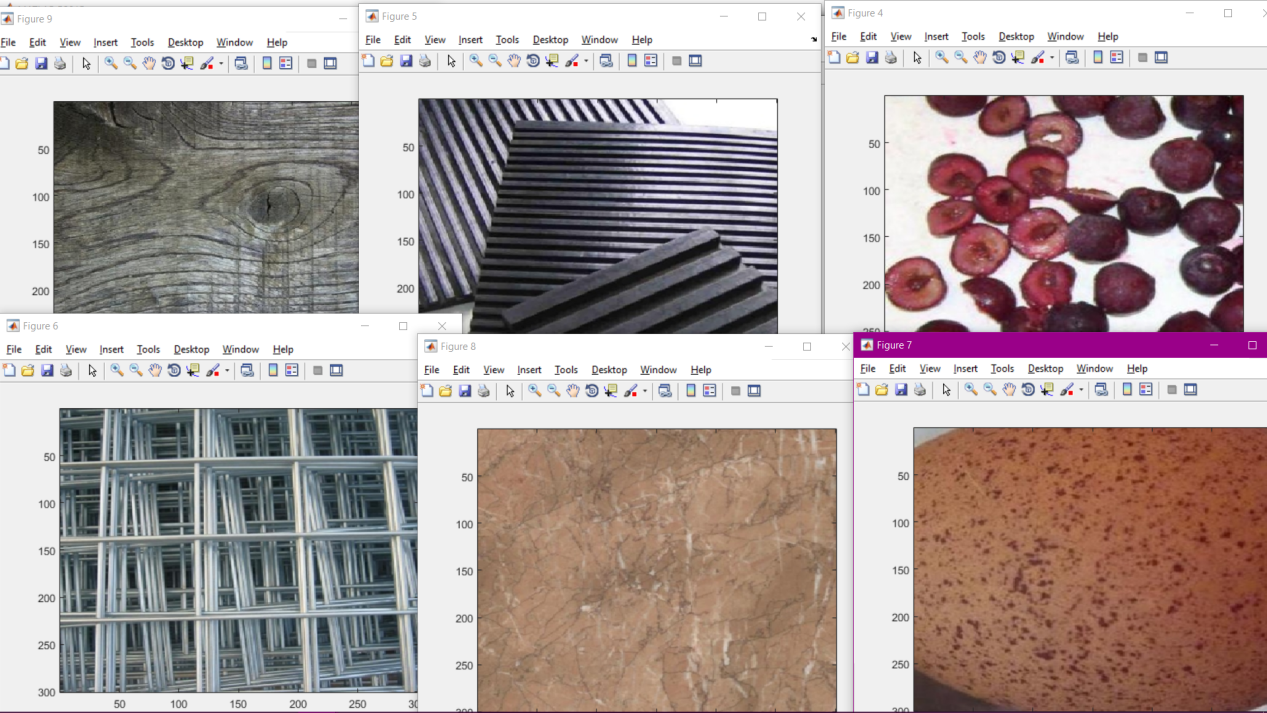 Figure 9
File Edit View Insert Tools Desktop Window Help
50
100
150
200
Figure 5
File Edit View Insert Tools Desktop Window Help
50
100
150
200
Figure 4
File Edit View Insert Tools Desktop Window Help
50
100
150
200
Figure 6
File Edit View Insert Tools Desktop Window Help
50
100
150
200
250
300
50 100 150 200 250
Figure 8
File Edit View Insert Tools Desktop Window Help
50
100
150
200
250
Figure 7
File Edit View Insert Tools Desktop Window Help
50
100
150
200
250